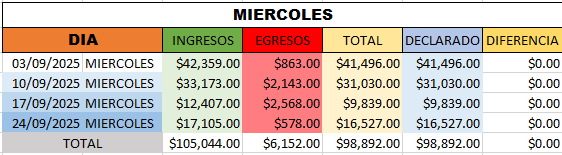 MIERCOLES
DIA INGRESOS EGRESOS TOTAL DECLARADO DIFERENCIA
03/09/2025 MIERCOLES $42,359.00 $863.00 $41,496.00 $41,496.00 $0.00
10/09/2025 MIERCOLES $33,173.00 $2,143.00 $31,030.00 $31,030.00 $0.00
17/09/2025 MIERCOLES $12,407.00 $2,568.00 $9,839.00 $9,839.00 $0.00
24/09/2025 MIERCOLES $17,105.00 $578.00 $16,527.00 $16,527.00 $0.00
TOTAL $105,044.00 $6,152.00 $98,892.00 $98,892.00 $0.00